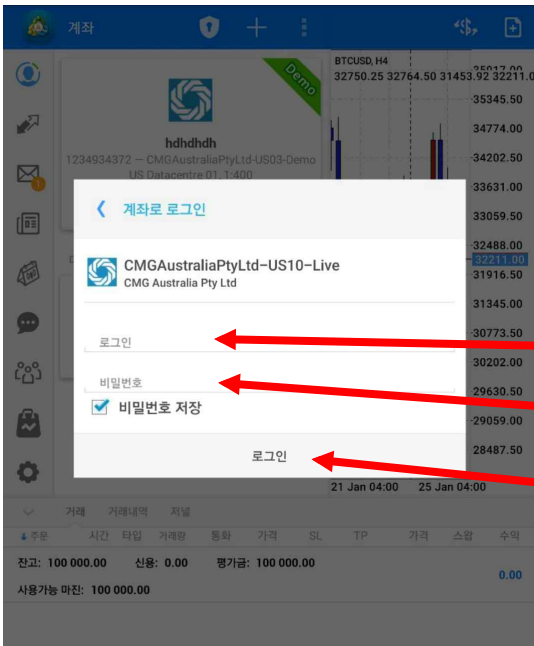 계좌
BTCUSD, H4
32750.25 32764.50 31453.92 32211.0
Demo
hdhdhdh
1234934372 — CMGAustraliaPtyLtd-US03-Demo
US Datacentre 01, 1:400
계좌로 로그인
CMGAustraliaPtyLtd-US10-Live
CMG Australia Pty Ltd
로그인
비밀번호
비밀번호 저장
로그인
35345.50
34774.00
34202.50
33631.00
33059.50
32488.00
32211.00
31916.50
31345.00
30773.50
30202.00
29630.50
29059.00
28487.50
21 Jan 04:00 25 Jan 04:00
거래 거래내역 저널
주문 시간 타입 거래량 통화 가격 SL TP 가격 스왑 수익
잔고: 100 000.00 신용: 0.00 평가금: 100 000.00
0.00
사용가능 마진: 100 000.00